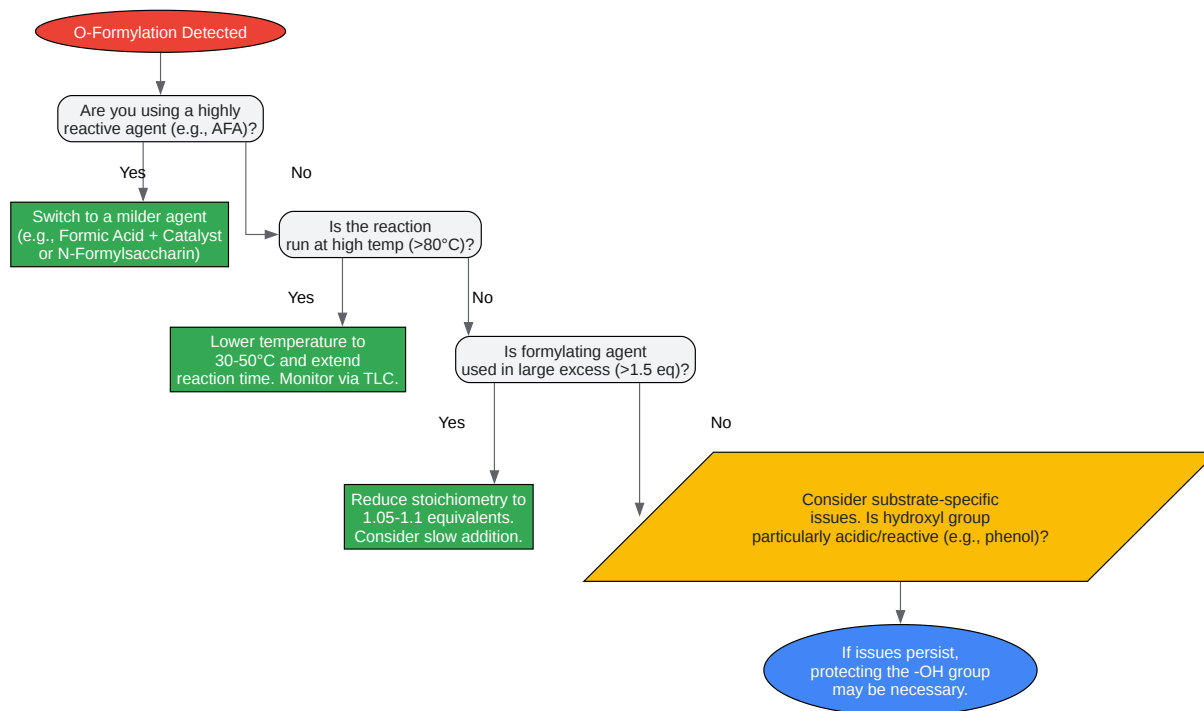 O-Formylation Detected
Are you using a highly
reactive agent (e.g., AFA)?
Yes
No
Switch to a milder agent
(e.g., Formic Acid + Catalyst
or N-Formylsaccharin)
Is the reaction
run at high temp (>80°C)?
Yes
No
Lower temperature to
30-50°C and extend
reaction time. Monitor via TLC.
Is formylating agent
used in large excess (>1.5 eq)?
Yes
No
Reduce stoichiometry to
1.05-1.1 equivalents.
Consider slow addition.
Consider substrate-specific
issues. Is hydroxyl group
particularly acidic/reactive (e.g., phenol)?
If issues persist,
protecting the -OH group
may be necessary.